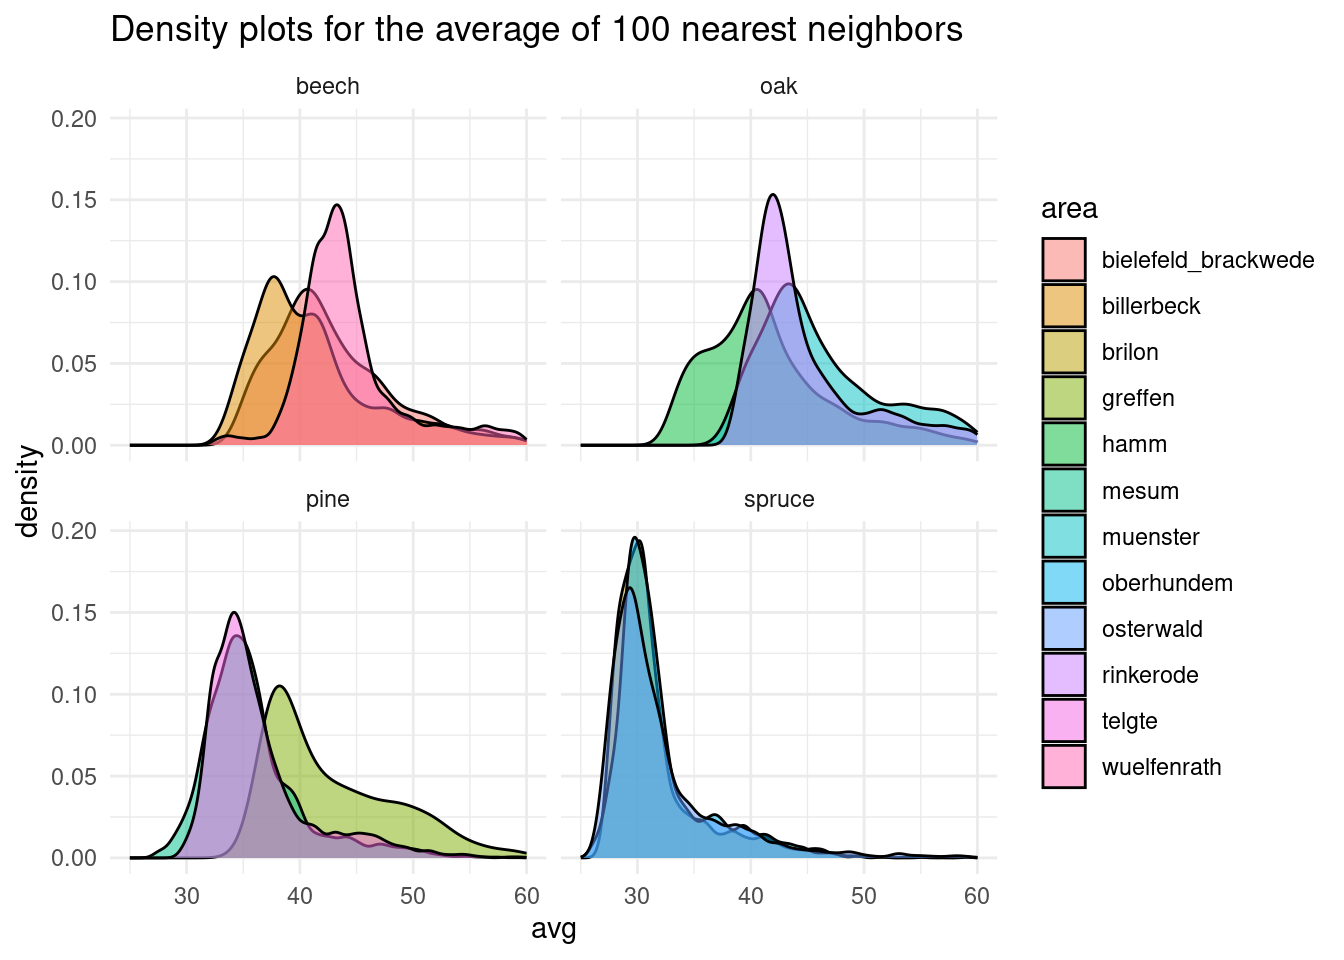 Density plots for the average of 100 nearest neighbors
beech
oak
0.20
0.15
0.10
0.05
0.00
pine
spruce
0.20
0.15
0.10
0.05
0.00
30
40
50
60
30
40
50
60
avg
density
area
bielefeld_brackwede
billerbeck
brilon
greffen
hamm
mesum
muenster
oberhundem
osterwald
rinkerode
telgte
wuelfenrath